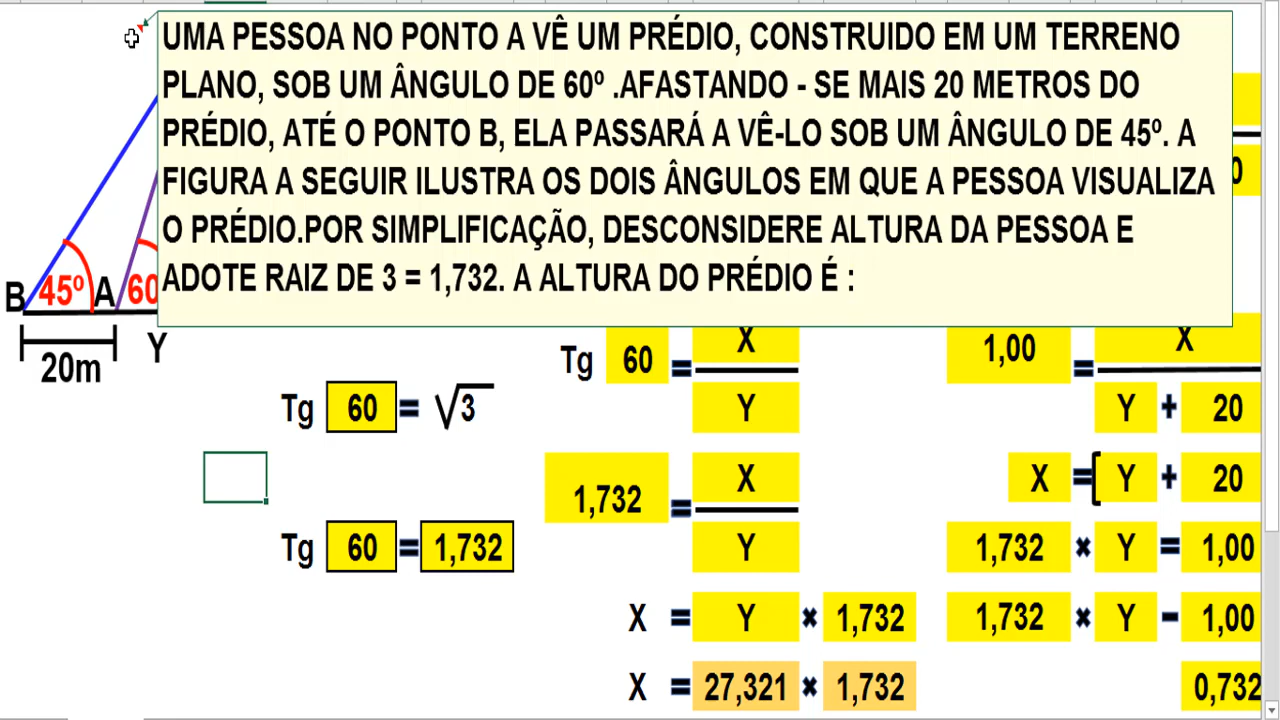 UMA PESSOA NO PONTO A VÊ UM PRÉDIO, CONSTRUIDO EM UM TERRENO
PLANO, SOB UM ÂNGULO DE 60º .AFASTANDO - SE MAIS 20 METROS DO
PRÉDIO, ATÉ O PONTO B, ELA PASSARÁ A VÊ-LO SOB UM ÂNGULO DE 45º. A
FIGURA A SEGUIR ILUSTRA OS DOIS ÂNGULOS EM QUE A PESSOA VISUALIZA
O PRÉDIO.POR SIMPLIFICAÇÃO, DESCONSIDERE ALTURA DA PESSOA E
ADOTE RAIZ DE 3 = 1,732. A ALTURA DO PRÉDIO É :
0
B 45º A 60
20m Y
Tg 60 = X
Y
1,00 = X
Y + 20
Tg 60 = √3
1,732 = X
Y
X = [ Y + 20
Tg 60 = 1,732
1,732 × Y = 1,00
X = Y × 1,732
1,732 × Y - 1,00
X = 27,321 × 1,732
0,732